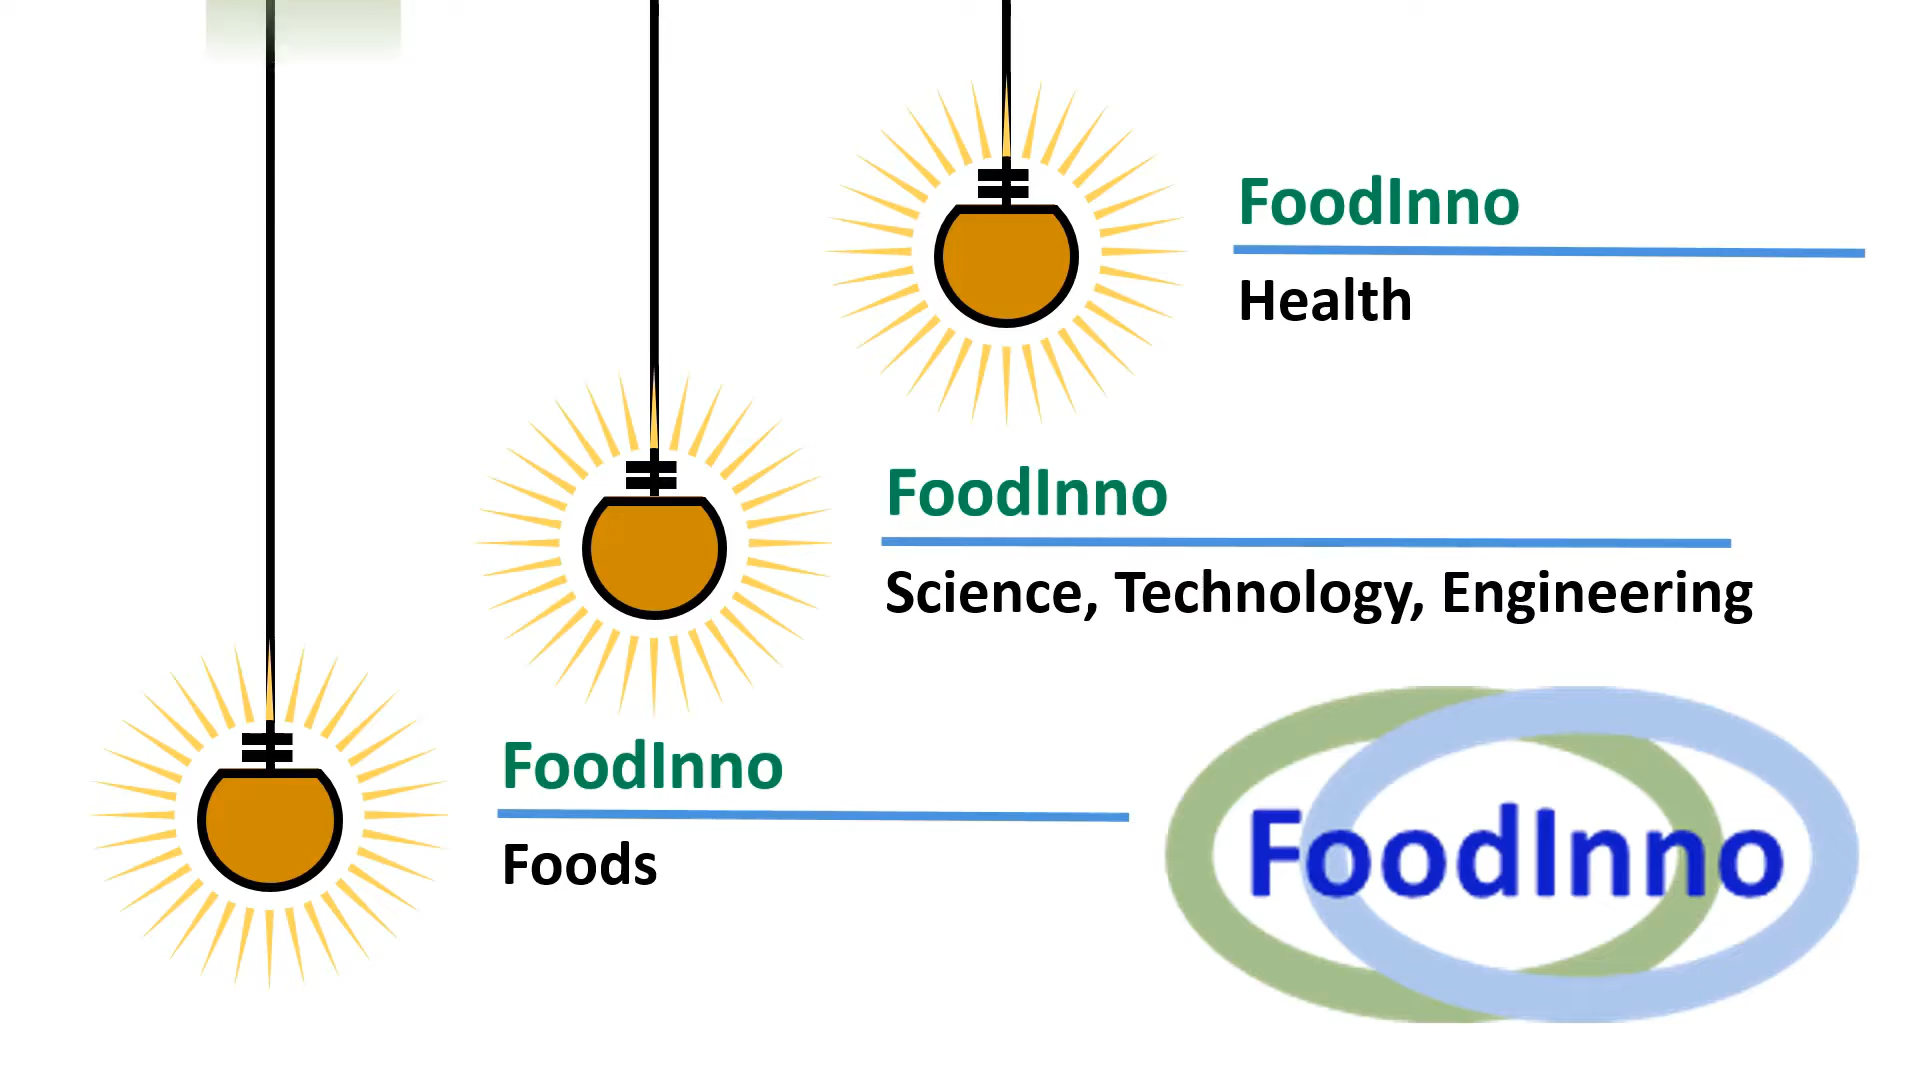 FoodInno
Health
FoodInno
Science, Technology, Engineering
FoodInno
Foods
FoodInno